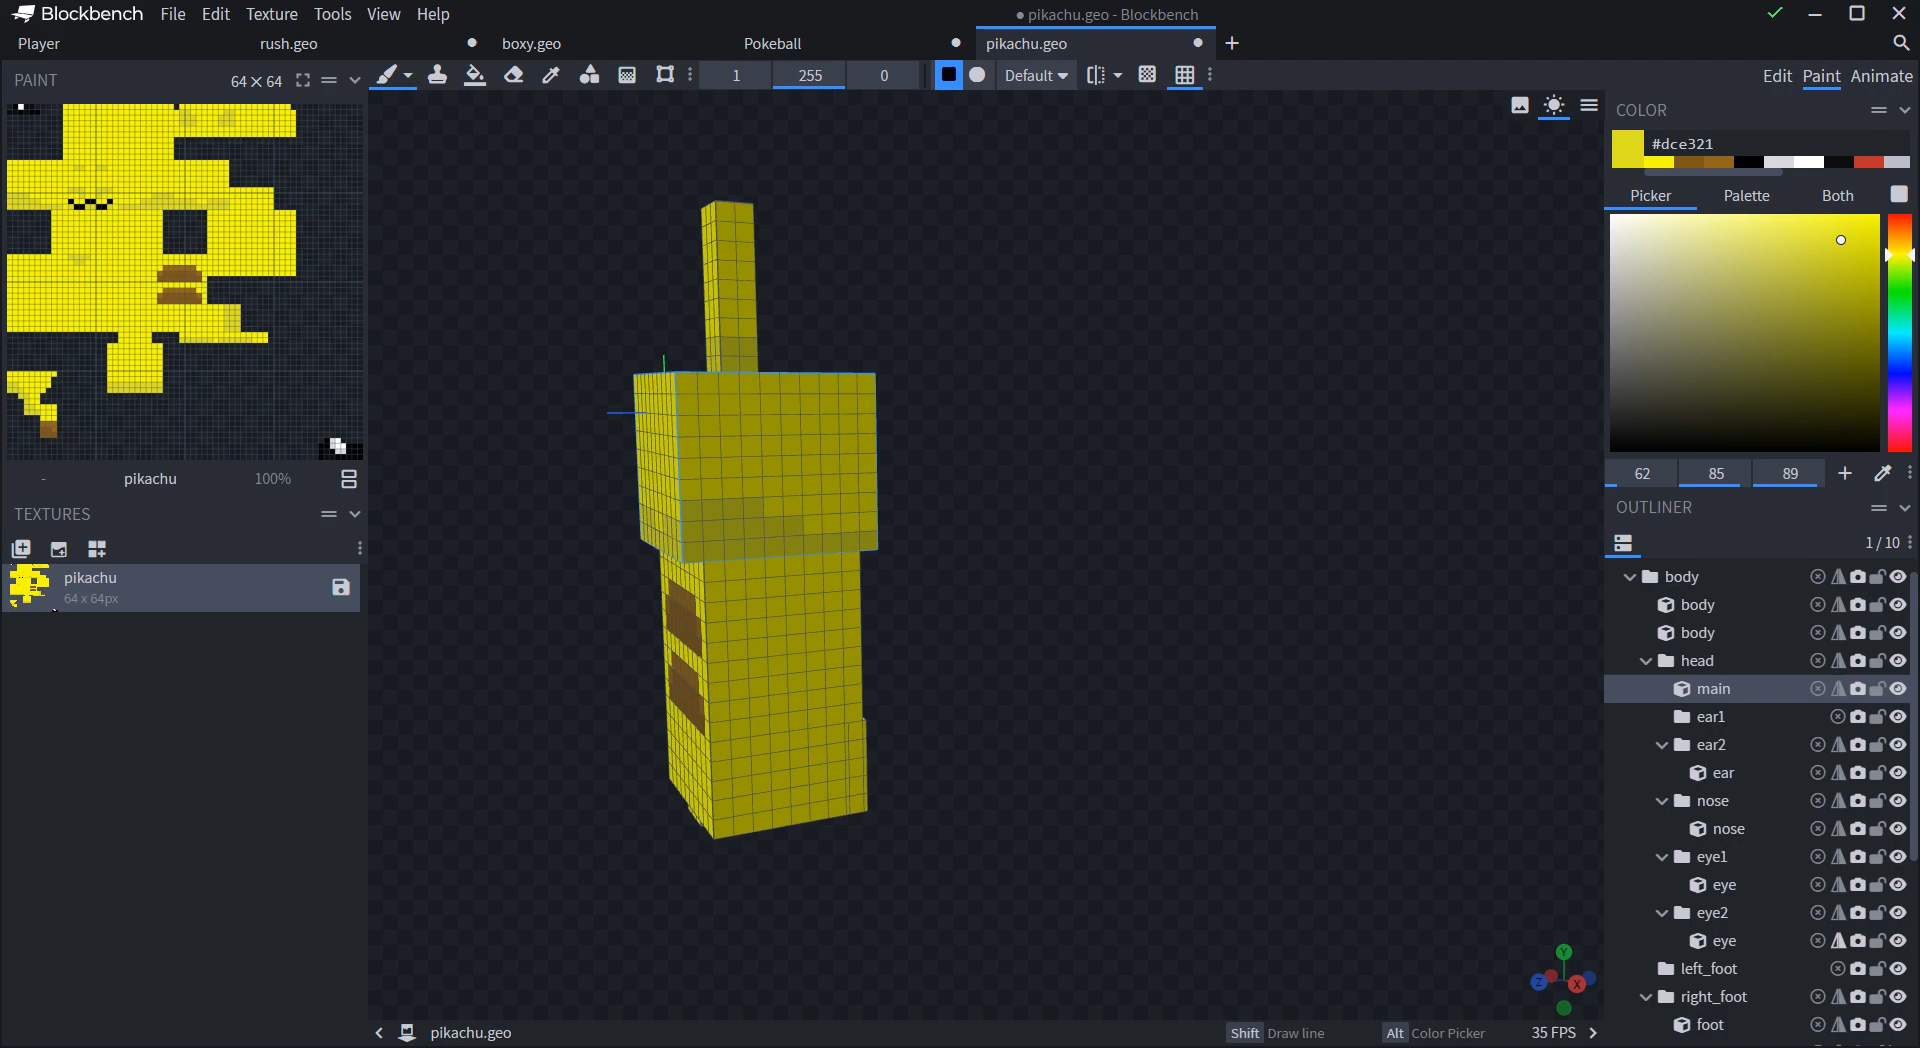 Blockbench File Edit Texture Tools View Help
pikachu.geo - Blockbench
Player
rush.geo
boxy.geo
Pokeball
pikachu.geo
PAINT
64 × 64
1
255
0
Default
Edit
Paint
Animate
COLOR
#dce321
Picker
Palette
Both
-
pikachu
100%
62
85
89
TEXTURES
OUTLINER
1 / 10
pikachu
64 x 64px
body
body
body
head
main
ear1
ear2
ear
nose
nose
eye1
eye
eye2
eye
left_foot
right_foot
foot
Y
Z
X
pikachu.geo
Shift Draw line
Alt Color Picker
35 FPS